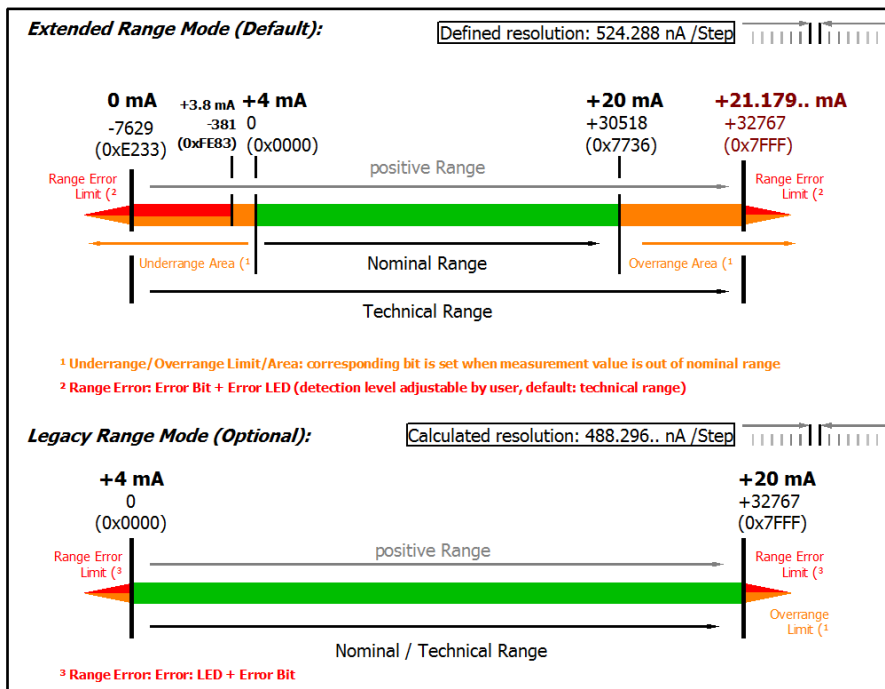 Extended Range Mode (Default):
Defined resolution: 524.288 nA /Step
0 mA
-7629
(0xE233)
+3.8 mA
-381
(0xFE83)
+4 mA
0
(0x0000)
+20 mA
+30518
(0x7736)
+21.179.. mA
+32767
(0x7FFF)
Range Error
Limit (²
positive Range
Range Error
Limit (²
Underrange Area (¹
Nominal Range
Overrange Area (¹
Technical Range
¹ Underrange/Overrange Limit/Area: corresponding bit is set when measurement value is out of nominal range
² Range Error: Error Bit + Error LED (detection level adjustable by user, default: technical range)
Legacy Range Mode (Optional):
Calculated resolution: 488.296.. nA /Step
+4 mA
0
(0x0000)
+20 mA
+32767
(0x7FFF)
Range Error
Limit (³
positive Range
Range Error
Limit (³
Overrange
Limit (¹
Nominal / Technical Range
³ Range Error: Error: LED + Error Bit